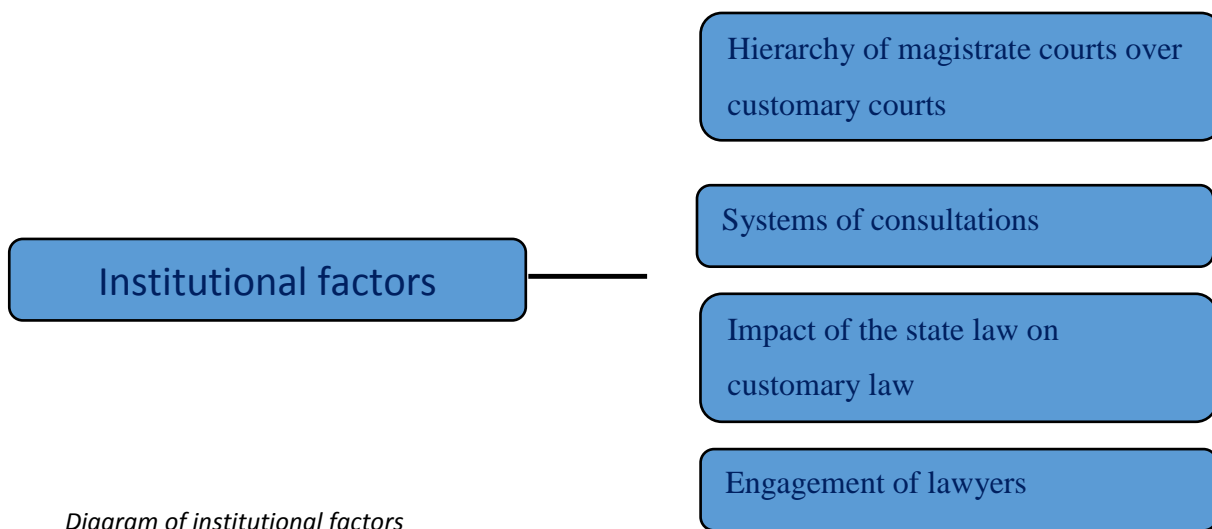 Hierarchy of magistrate courts over
customary courts
Systems of consultations
Institutional factors
Impact of the state law on
customary law
Engagement of lawyers
Diagram of institutional factors